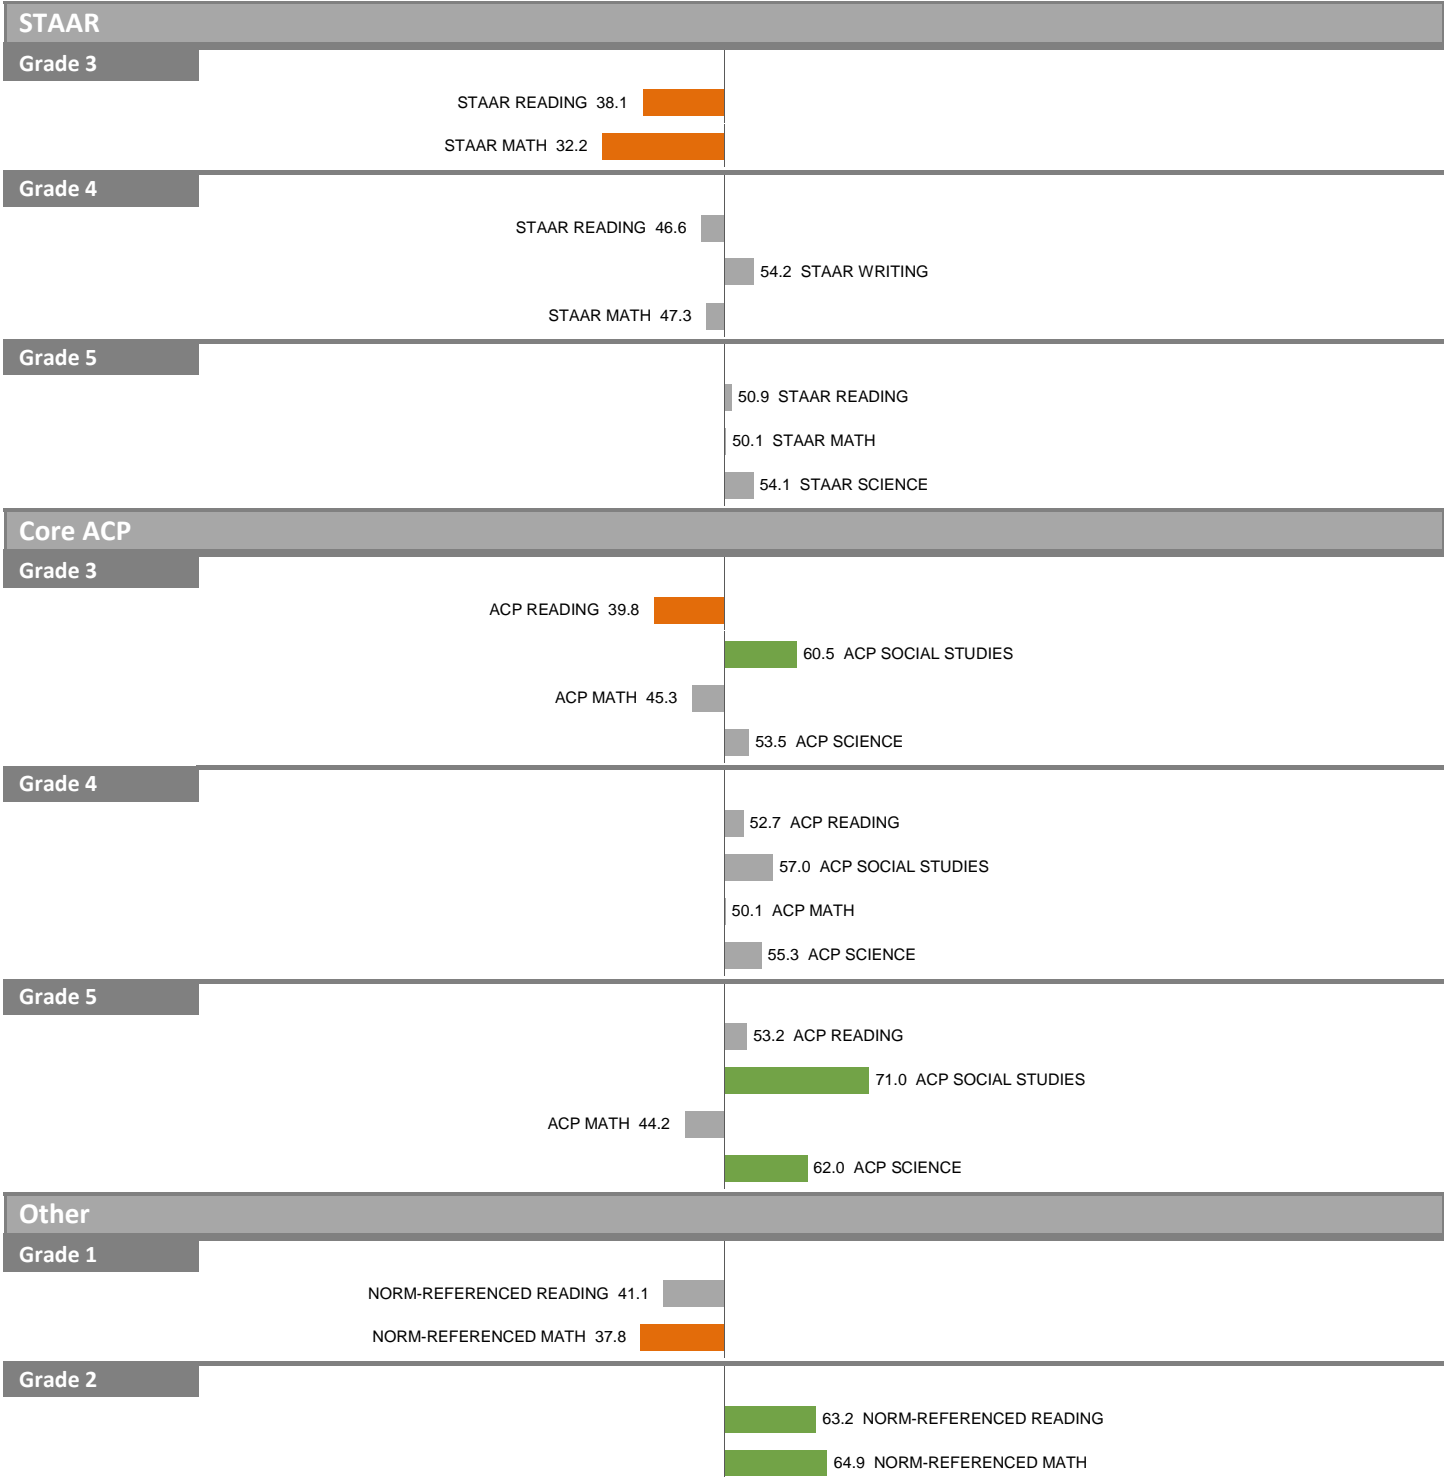 STAAR
Grade 3
STAAR READING 38.1
STAAR MATH 32.2
Grade 4
STAAR READING 46.6
54.2 STAAR WRITING
STAAR MATH 47.3
Grade 5
50.9 STAAR READING
50.1 STAAR MATH
54.1 STAAR SCIENCE
Core ACP
Grade 3
ACP READING 39.8
60.5 ACP SOCIAL STUDIES
ACP MATH 45.3
53.5 ACP SCIENCE
Grade 4
52.7 ACP READING
57.0 ACP SOCIAL STUDIES
50.1 ACP MATH
55.3 ACP SCIENCE
Grade 5
53.2 ACP READING
71.0 ACP SOCIAL STUDIES
ACP MATH 44.2
62.0 ACP SCIENCE
Other
Grade 1
NORM-REFERENCED READING 41.1
NORM-REFERENCED MATH 37.8
Grade 2
63.2 NORM-REFERENCED READING
64.9 NORM-REFERENCED MATH